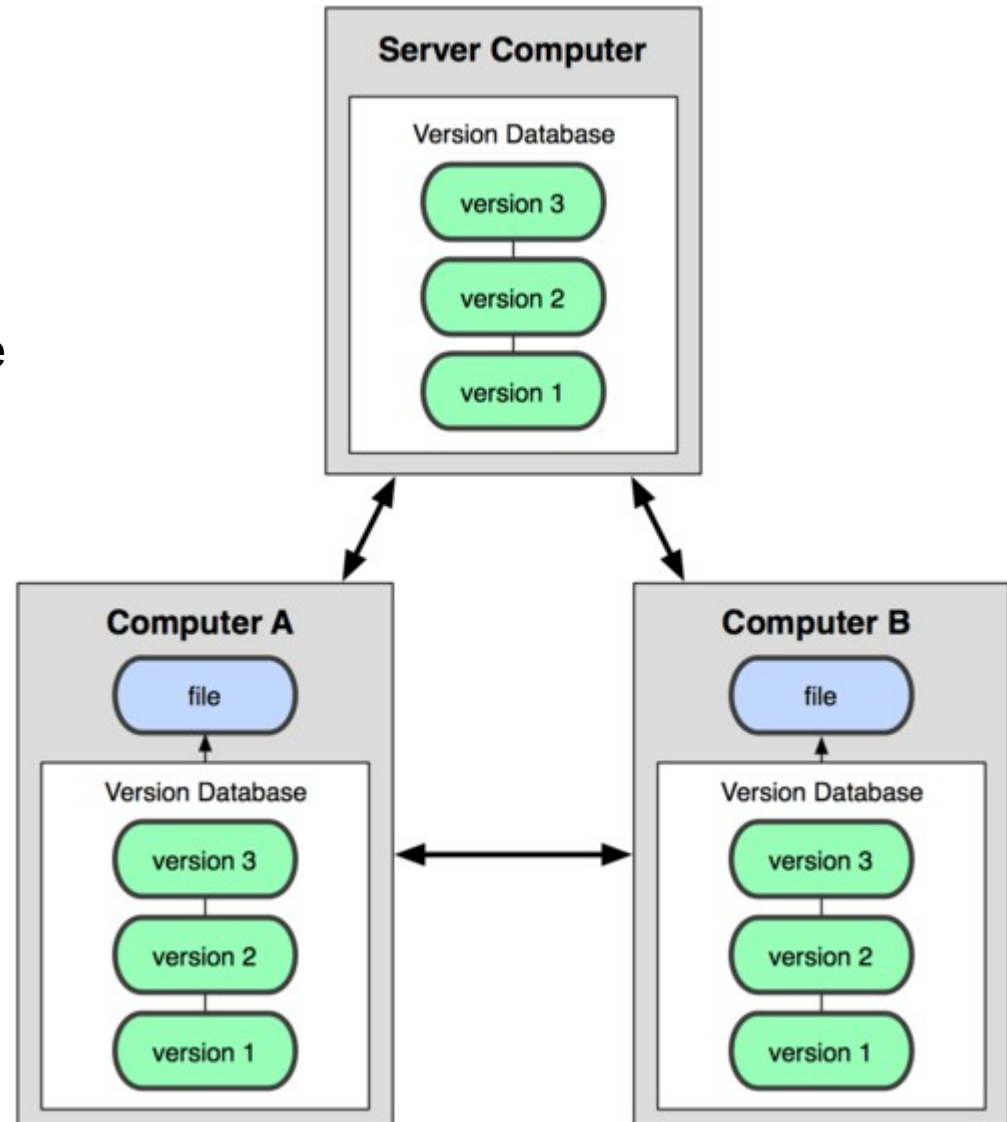 Server Computer
Version Database
version 3
version 2
version 1
e
Computer A
file
Version Database
version 3
version 2
version 1
Computer B
file
Version Database
version 3
version 2
version 1